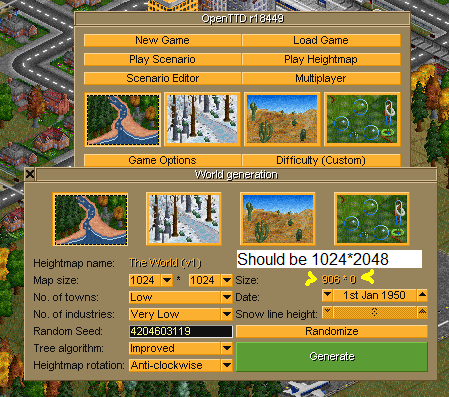 OpenTTD r18449
New Game Load Game
Play Scenario Play Heightmap
Scenario Editor Multiplayer
Game Options Difficulty (Custom)
World generation
Heightmap name: The World (v1) Should be 1024*2048
Map size: 1024 * 1024 Size: 906 * 0
No. of towns: Low Date: 1st Jan 1950
No. of industries: Very Low Snow line height: 8
Random Seed: 4204603119 Randomize
Tree algorithm: Improved Generate
Heightmap rotation: Anti-clockwise